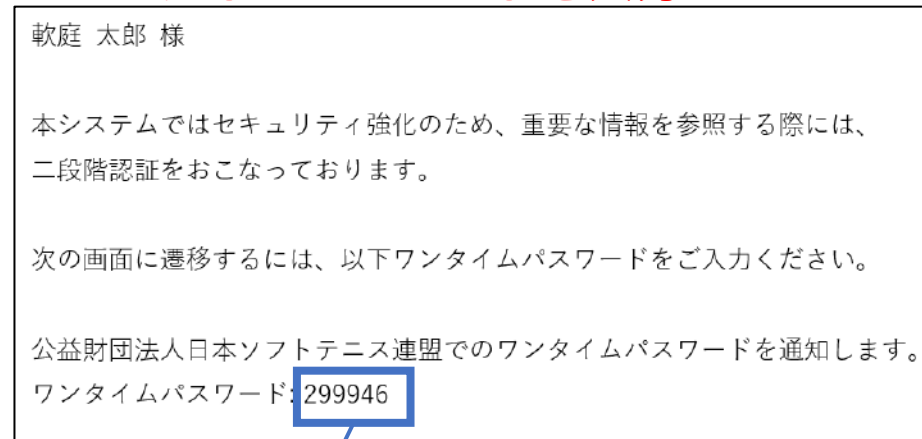 軟庭 太郎 様
本システムではセキュリティ強化のため、重要な情報を参照する際には、
二段階認証をおこなっております。
次の画面に遷移するには、以下ワンタイムパスワードをご入力ください。
公益財団法人日本ソフトテニス連盟でのワンタイムパスワードを通知します。
ワンタイムパスワード:299946